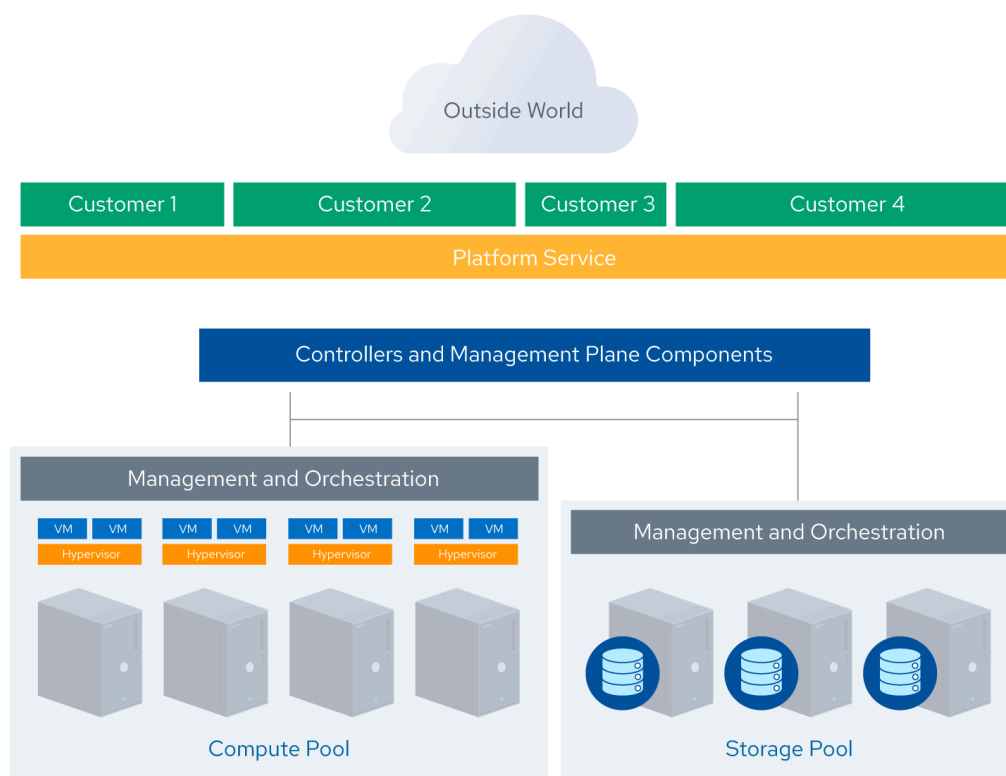 Outside World
Customer 1 Customer 2 Customer 3 Customer 4
Platform Service
Controllers and Management Plane Components
Management and Orchestration
VM VM VM VM VM VM VM VM
Hypervisor Hypervisor Hypervisor Hypervisor
Compute Pool
Management and Orchestration
Storage Pool